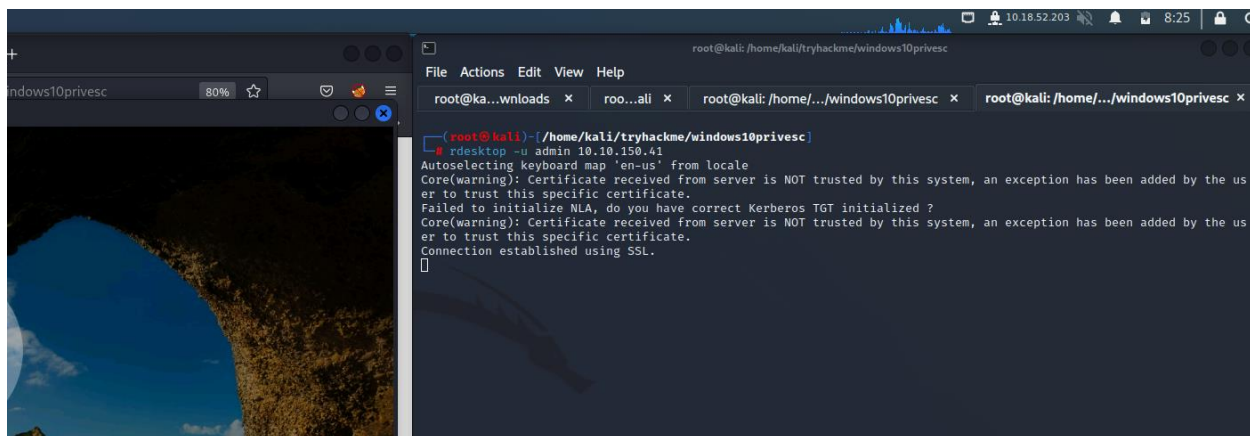 10.18.52.203 8:25
+
indows10privesc 80%
root@kali: /home/kali/tryhackme/windows10privesc
File Actions Edit View Help
root@ka...wnloads × roo...ali × root@kali: /home/.../windows10privesc × root@kali: /home/.../windows10privesc ×
(root㉿kali)-[/home/kali/tryhackme/windows10privesc]
# rdesktop -u admin 10.10.150.41
Autoselecting keyboard map 'en-us' from locale
Core(warning): Certificate received from server is NOT trusted by this system, an exception has been added by the us
er to trust this specific certificate.
Failed to initialize NLA, do you have correct Kerberos TGT initialized ?
Core(warning): Certificate received from server is NOT trusted by this system, an exception has been added by the us
er to trust this specific certificate.
Connection established using SSL.